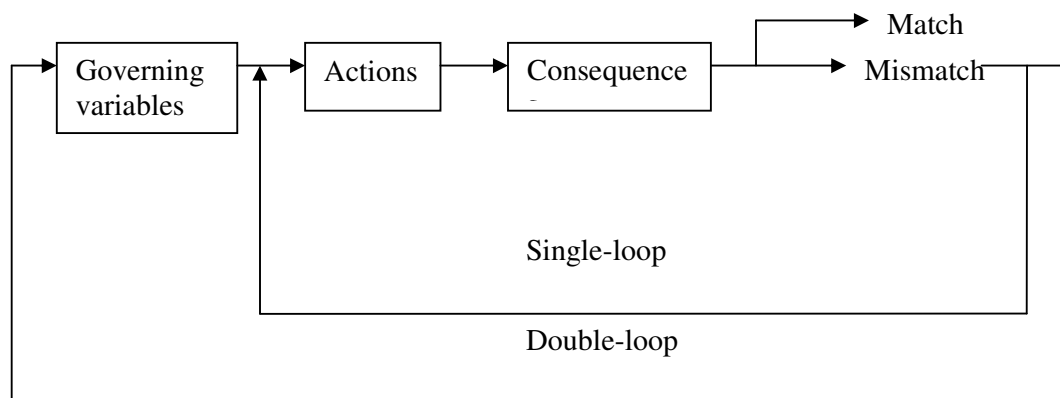 Match
Governing
variables
Actions
Consequence
Mismatch
Single-loop
Double-loop